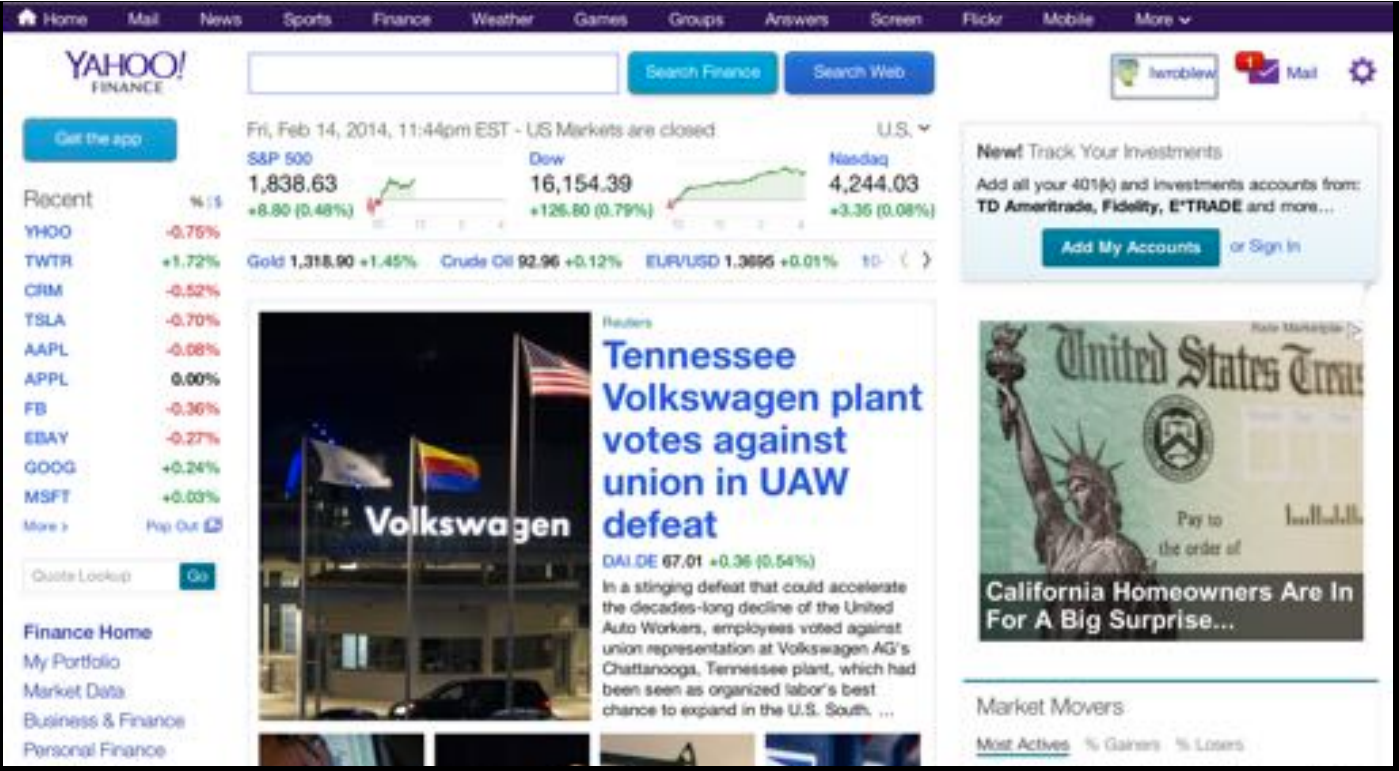 Home Mail News Sports Finance Weather Games Groups Answers Screen Flickr Mobile More
YAHOO!
FINANCE
Search Finance
Search Web
lwroblew
1
Mail
Get the app
Recent
% | $
YHOO -0.75%
TWTR +1.72%
CRM -0.52%
TSLA -0.70%
AAPL -0.08%
APPL 0.00%
FB -0.36%
EBAY -0.27%
GOOG +0.24%
MSFT +0.03%
More > Pop Out
Quote Lookup Go
Finance Home
My Portfolio
Market Data
Business & Finance
Personal Finance
Fri, Feb 14, 2014, 11:44pm EST - US Markets are closed
U.S.
S&P 500
1,838.63
+8.80 (0.48%)
Dow
16,154.39
+126.80 (0.79%)
Nasdaq
4,244.03
+3.35 (0.08%)
Gold 1,318.90 +1.45% Crude Oil 92.96 +0.12% EUR/USD 1.3695 +0.01% 10-
Volkswagen
Reuters
Tennessee
Volkswagen plant
votes against
union in UAW
defeat
DAI.DE 67.01 +0.36 (0.54%)
In a stinging defeat that could accelerate
the decades-long decline of the United
Auto Workers, employees voted against
union representation at Volkswagen AG's
Chattanooga, Tennessee plant, which had
been seen as organized labor's best
chance to expand in the U.S. South. ...
New! Track Your Investments
Add all your 401(k) and investments accounts from:
TD Ameritrade, Fidelity, E*TRADE and more...
Add My Accounts or Sign In
Rate Marketplace
United States Treas
Pay to
the order of
California Homeowners Are In
For A Big Surprise...
Market Movers
Most Actives % Gainers % Losers